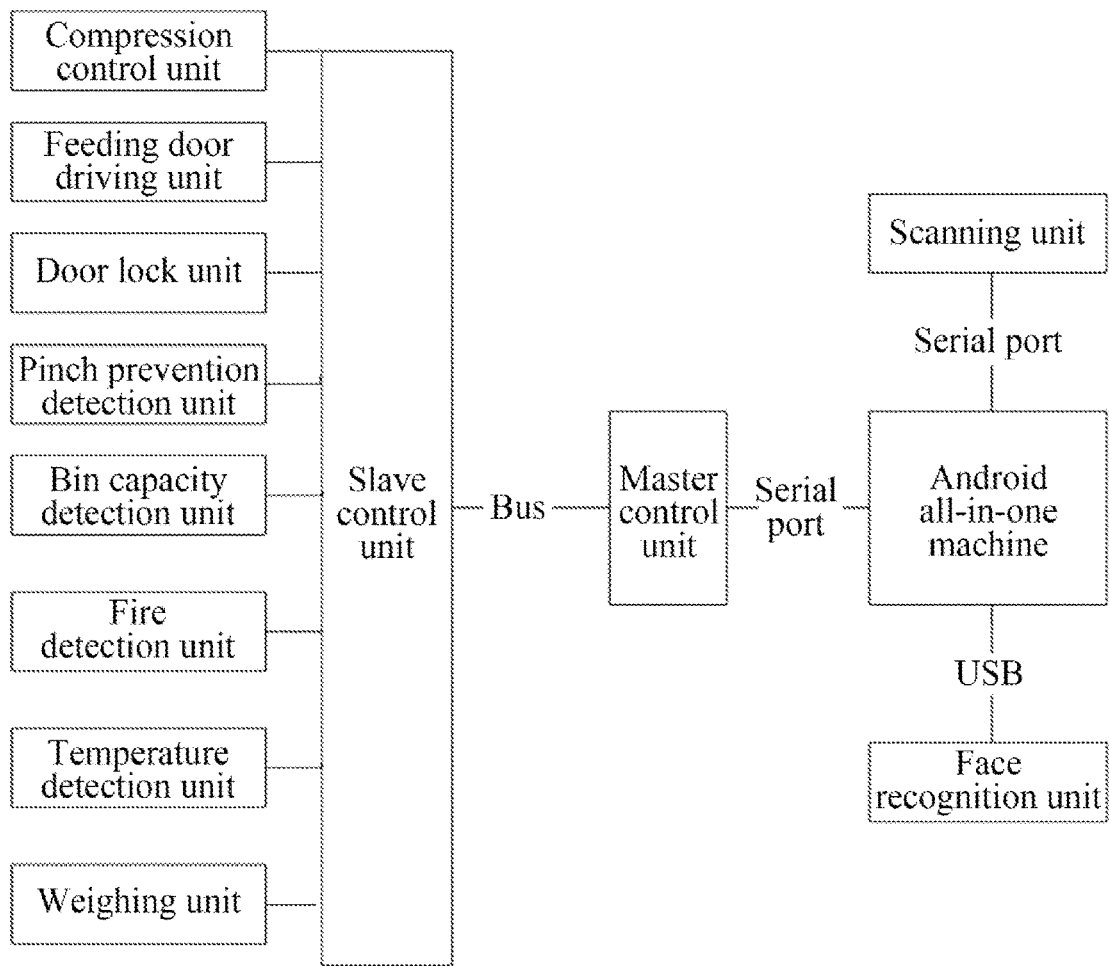 Compression
control unit
Feeding door
driving unit
Door lock unit
Pinch prevention
detection unit
Bin capacity
detection unit
Fire
detection unit
Temperature
detection unit
Weighing unit
Slave
control
unit
Bus
Master
control
unit
Serial
port
Scanning unit
Serial port
Android
all-in-one
machine
USB
Face
recognition unit